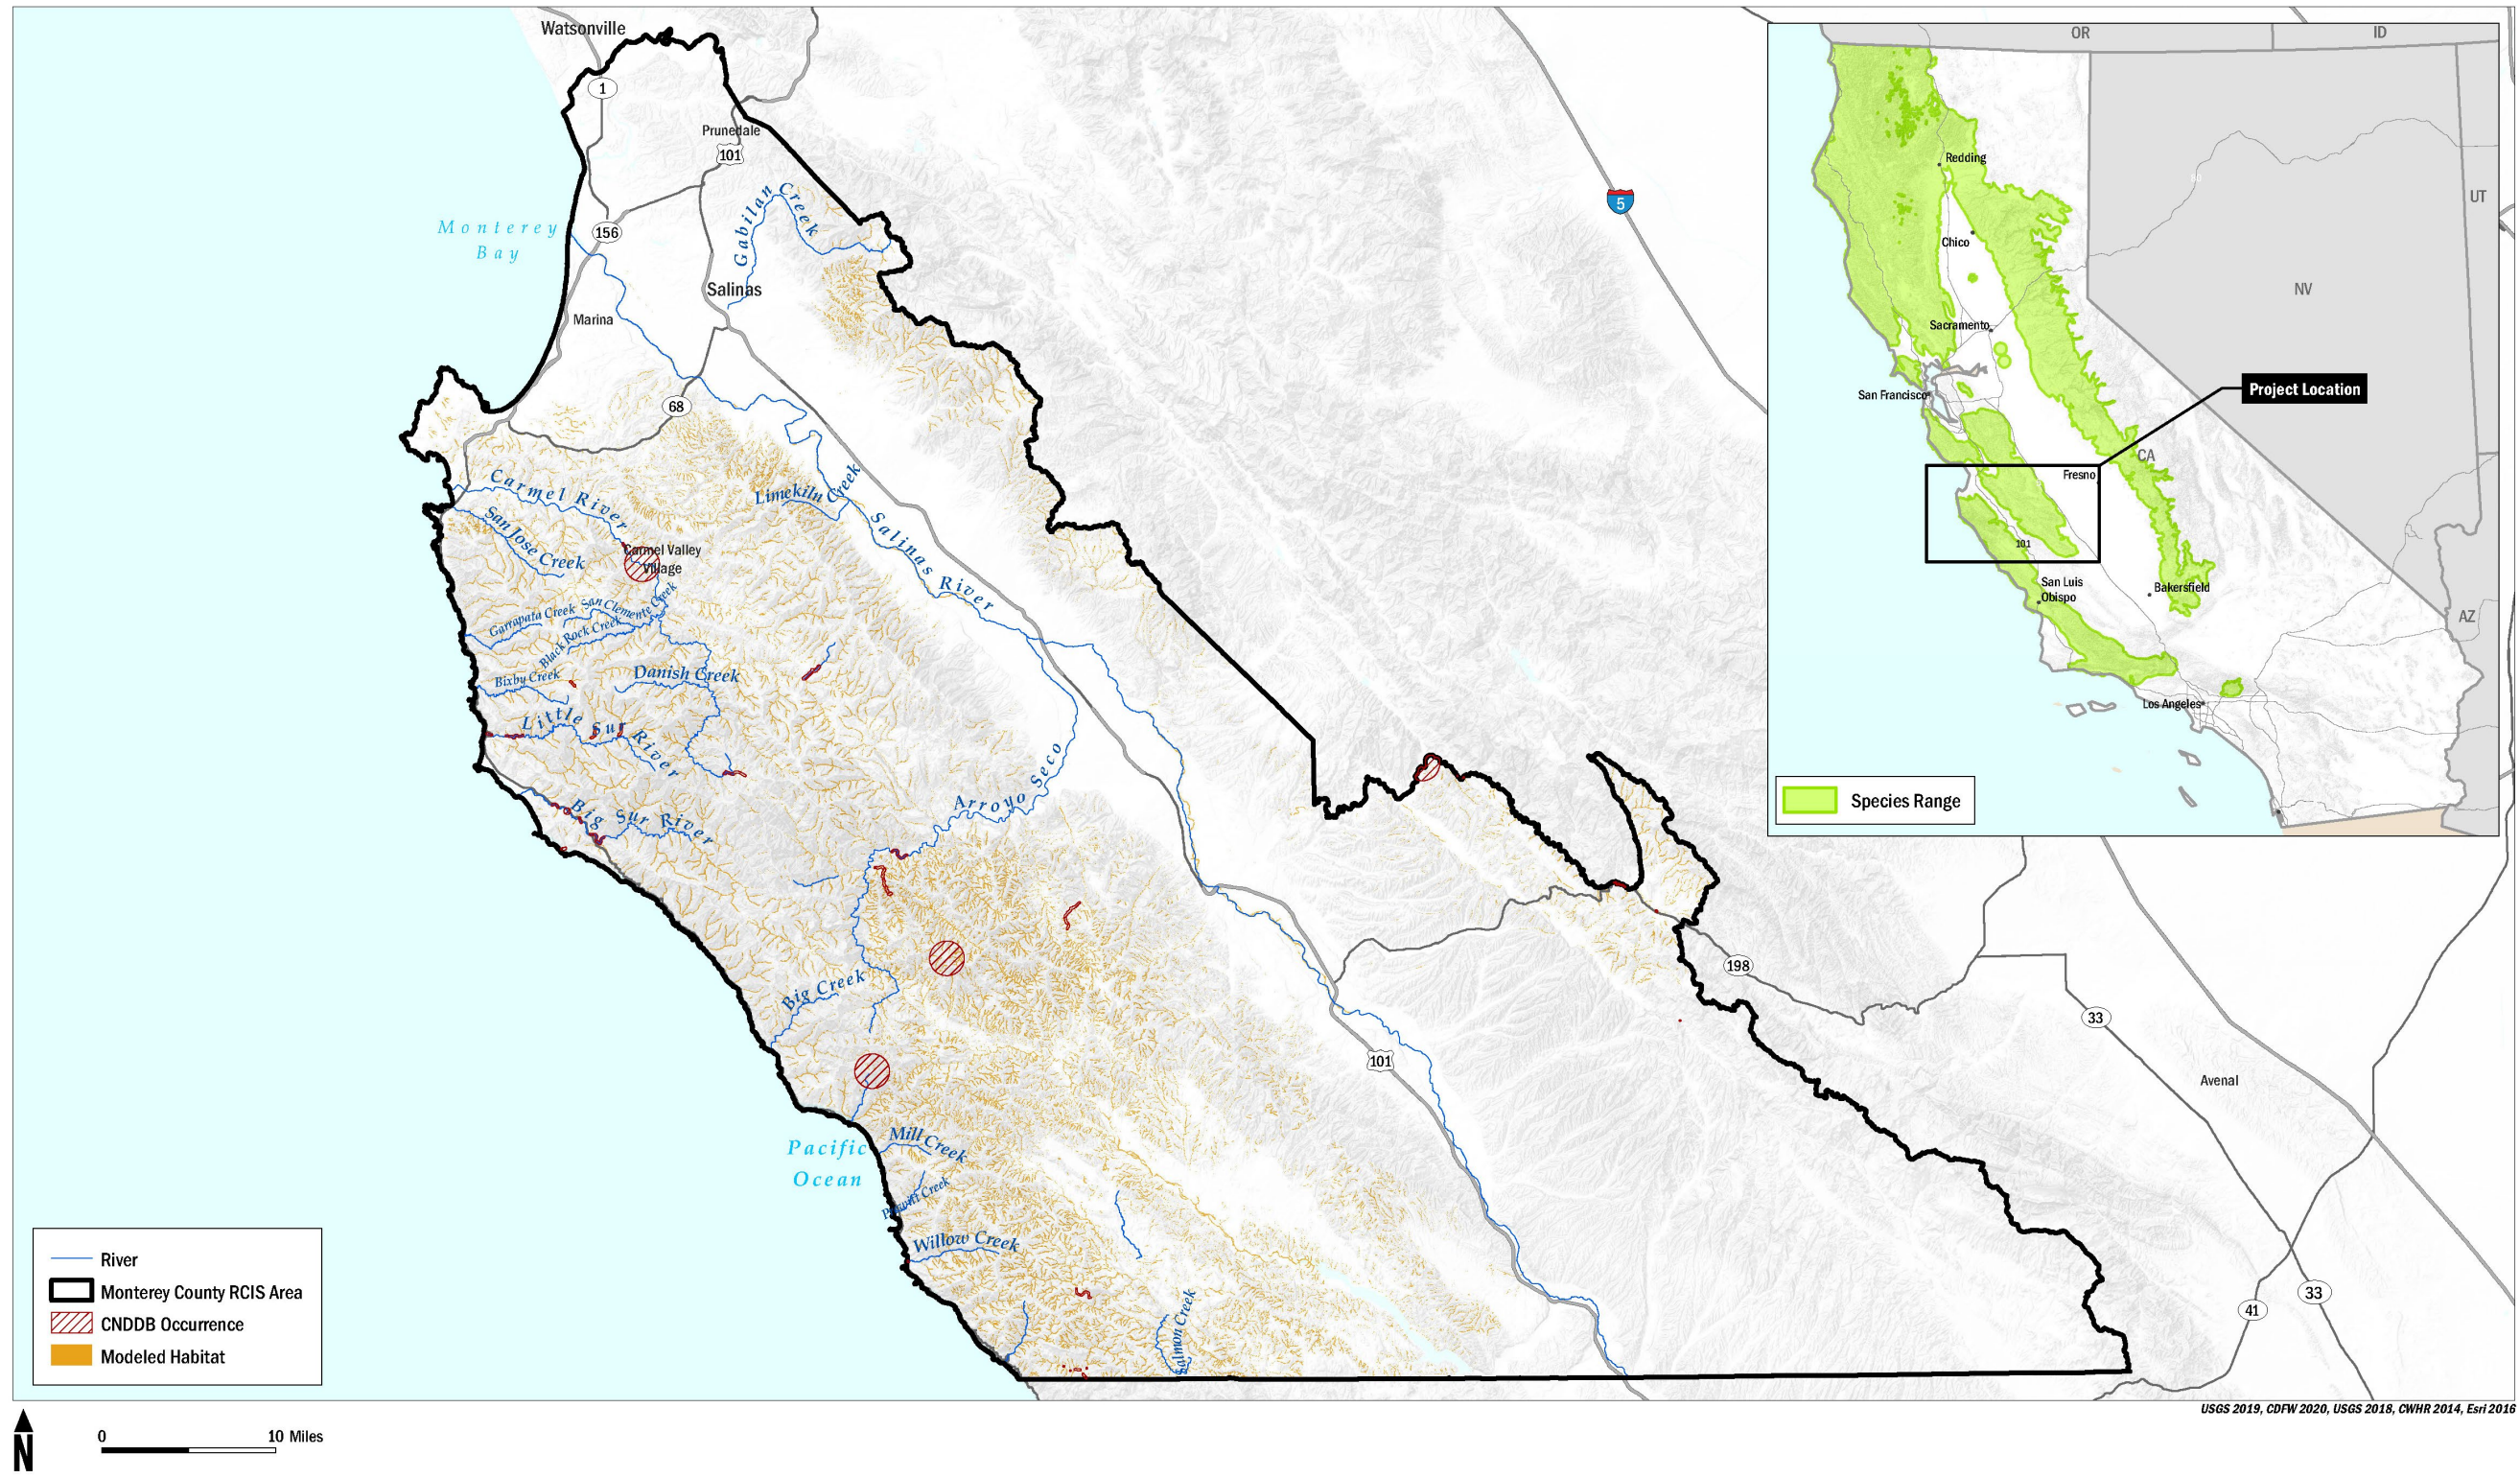 Watsonville
1
Prunedale
101
Gabilan Creek
Monterey
Bay
156
Salinas
Marina
68
5
Carmel River
Limekiln Creek
San Jose Creek
Salinas River
Carmel Valley
Village
Garrapata Creek
San Clemente Creek
Black Rock Creek
Bixby Creek
Danish Creek
Little Sur River
Big Sur River
Arroyo Seco
Big Creek
198
33
101
Avenal
Pacific
Ocean
Mill Creek
Prewitt Creek
Willow Creek
Salmon Creek
41
33
OR
ID
Redding
UT
Chico
80
NV
Sacramento
San Francisco
Project Location
CA
Fresno
101
San Luis
Obispo
Bakersfield
AZ
Los Angeles
Species Range
River
Monterey County RCIS Area
CNDDB Occurrence
Modeled Habitat
USGS 2019, CDFW 2020, USGS 2018, CWHR 2014, Esri 2016
N
0
10 Miles